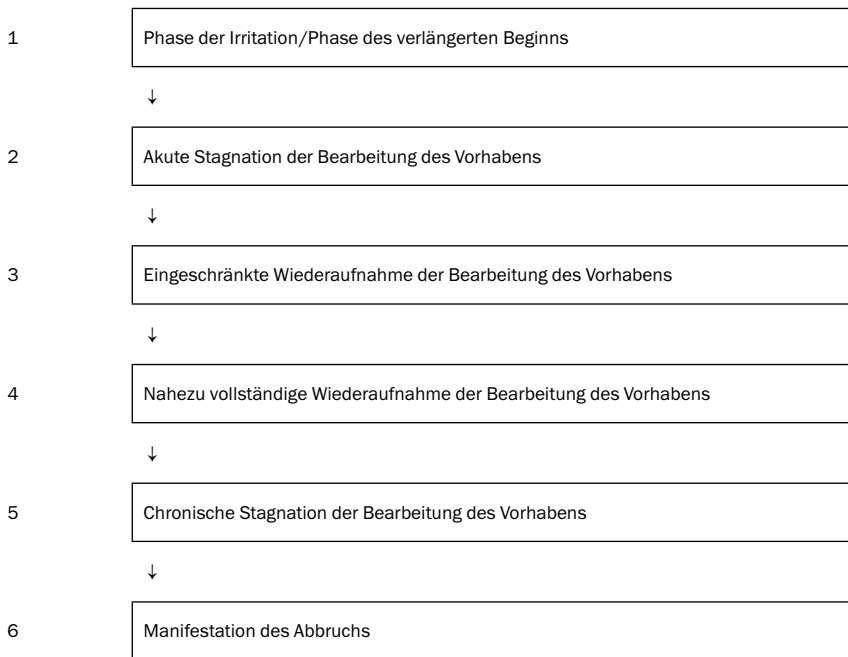 1 Phase der Irritation/Phase des verlängerten Beginns
↓
2 Akute Stagnation der Bearbeitung des Vorhabens
↓
3 Eingeschränkte Wiederaufnahme der Bearbeitung des Vorhabens
↓
4 Nahezu vollständige Wiederaufnahme der Bearbeitung des Vorhabens
↓
5 Chronische Stagnation der Bearbeitung des Vorhabens
↓
6 Manifestation des Abbruchs